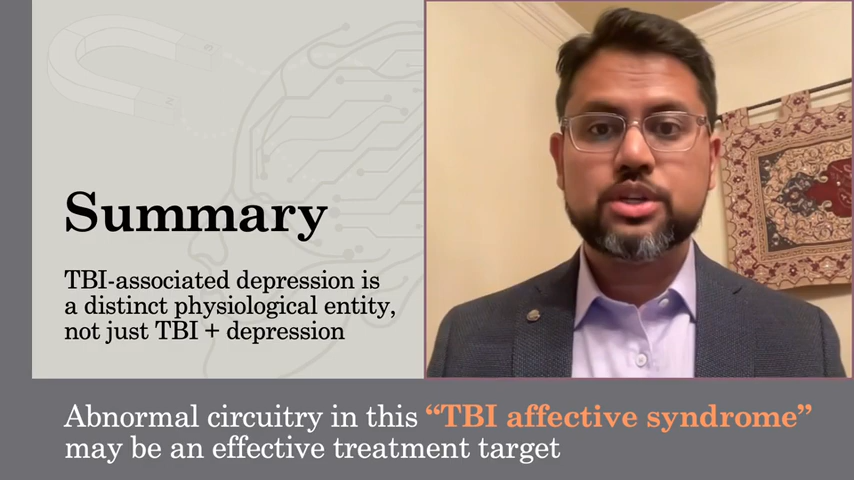 Summary
TBI-associated depression is
a distinct physiological entity,
not just TBI + depression
Abnormal circuitry in this “TBI affective syndrome”
may be an effective treatment target